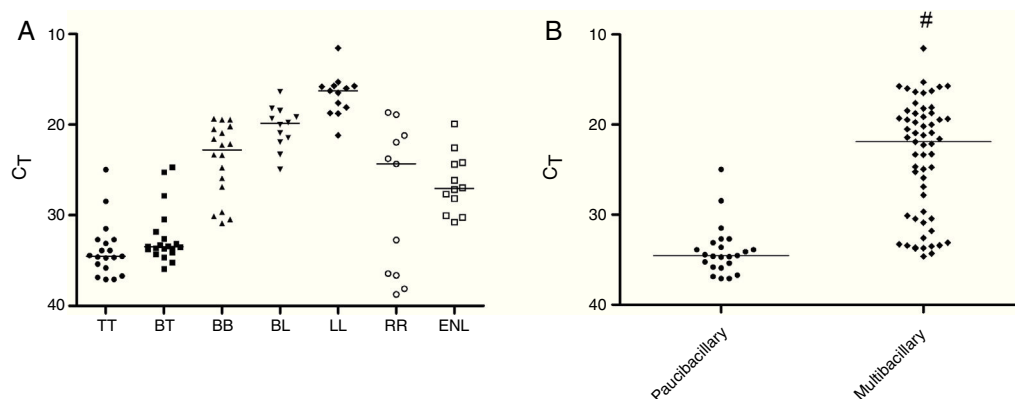 A
10
20
30
40
CT
TT BT BB BL LL RR ENL
B
#
10
20
30
40
CT
Paucibacillary
Multibacillary